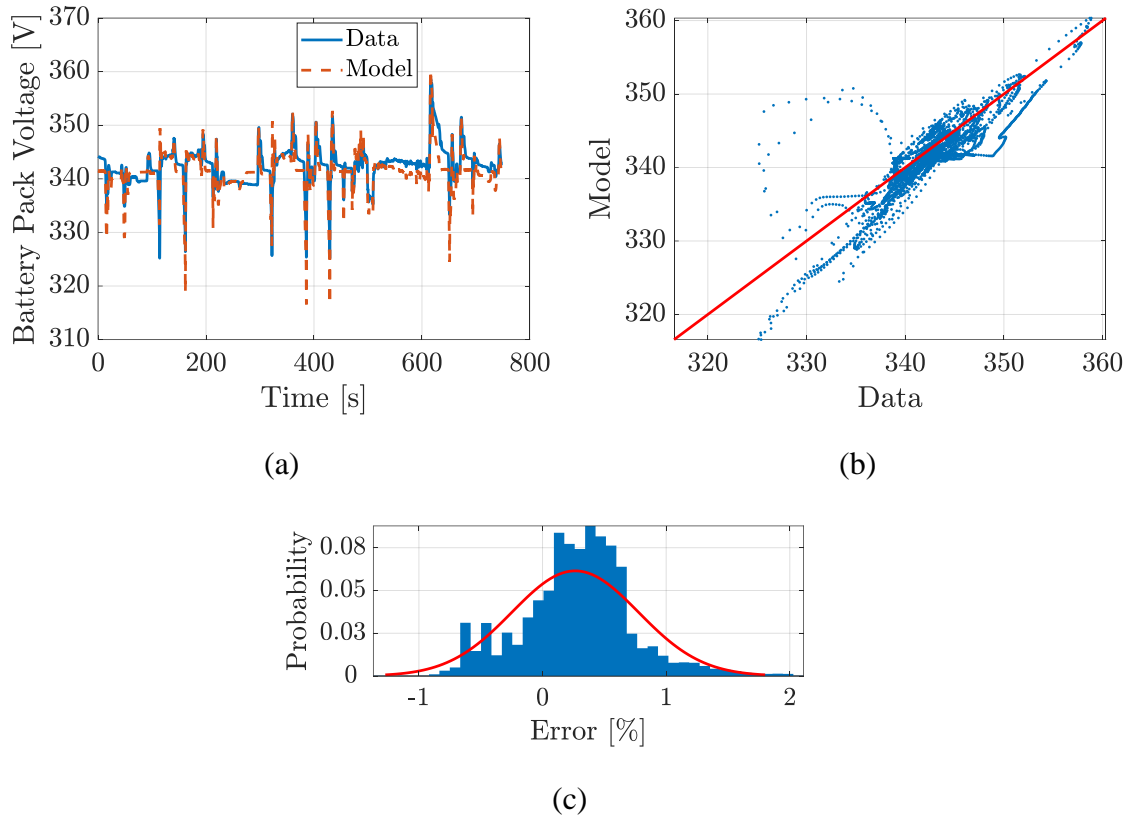 Battery Pack Voltage [V]
370
360
350
340
330
320
310
Data
Model
0
200
400
600
800
Time [s]
(a)
Model
360
350
340
330
320
320
330
340
350
360
Data
(b)
Probability
0.08
0.05
0.03
0
-1
0
1
2
Error [%]
(c)